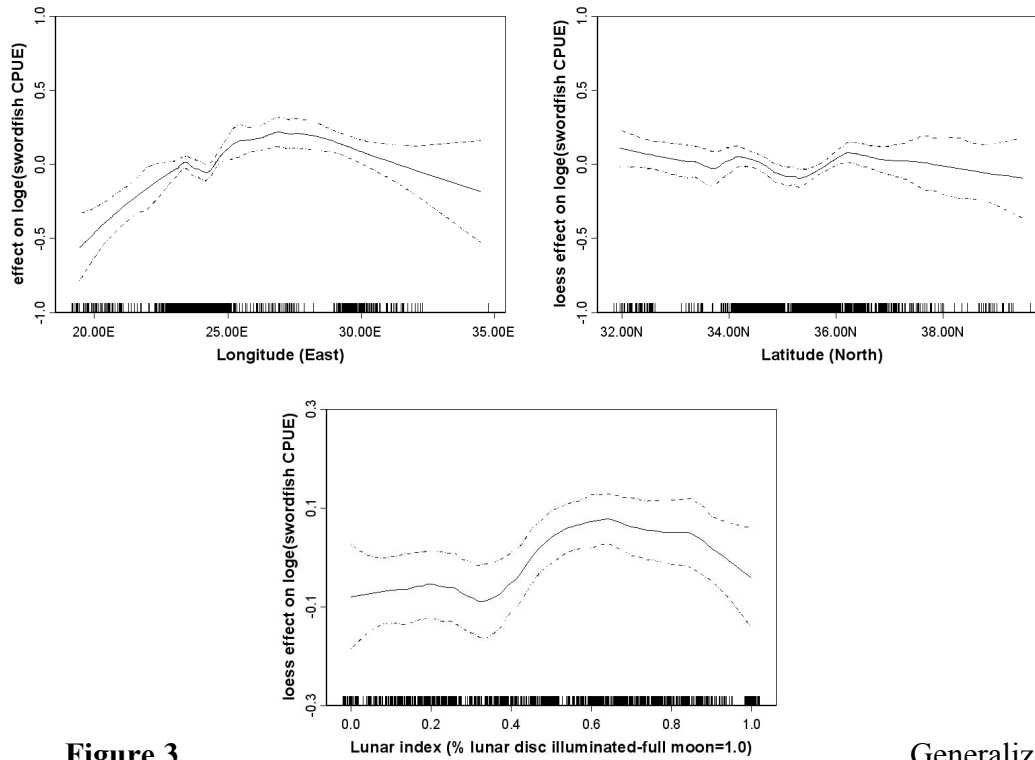 1.0
0.5
0.0
-0.5
-1.0
effect on loge(swordfish CPUE)
20.00E 25.00E 30.00E 35.00E
Longitude (East)
1.0
0.5
0.0
-0.5
-1.0
loess effect on loge(swordfish CPUE)
32.00N 34.00N 36.00N 38.00N
Latitude (North)
0.3
0.1
-0.1
-0.3
loess effect on loge(swordfish CPUE)
0.0 0.2 0.4 0.6 0.8 1.0
Lunar index (% lunar disc illuminated-full moon=1.0)
Figure 3